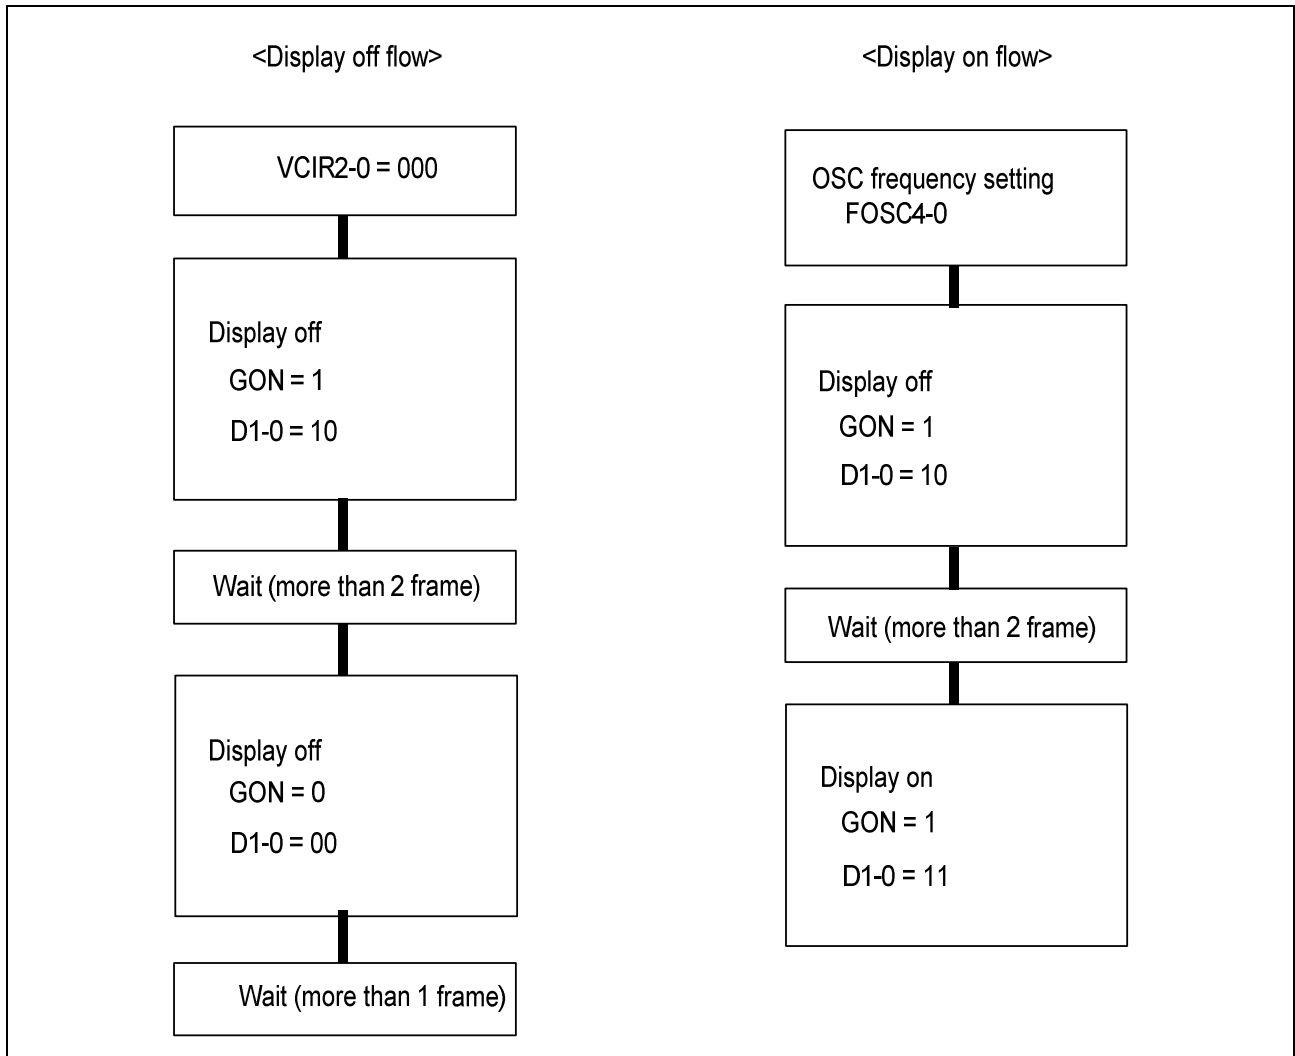 <Display off flow>
VCIR2-0 = 000
Display off
GON = 1
D1-0 = 10
Wait (more than 2 frame)
Display off
GON = 0
D1-0 = 00
Wait (more than 1 frame)
<Display on flow>
OSC frequency setting
FOSC4-0
Display off
GON = 1
D1-0 = 10
Wait (more than 2 frame)
Display on
GON = 1
D1-0 = 11